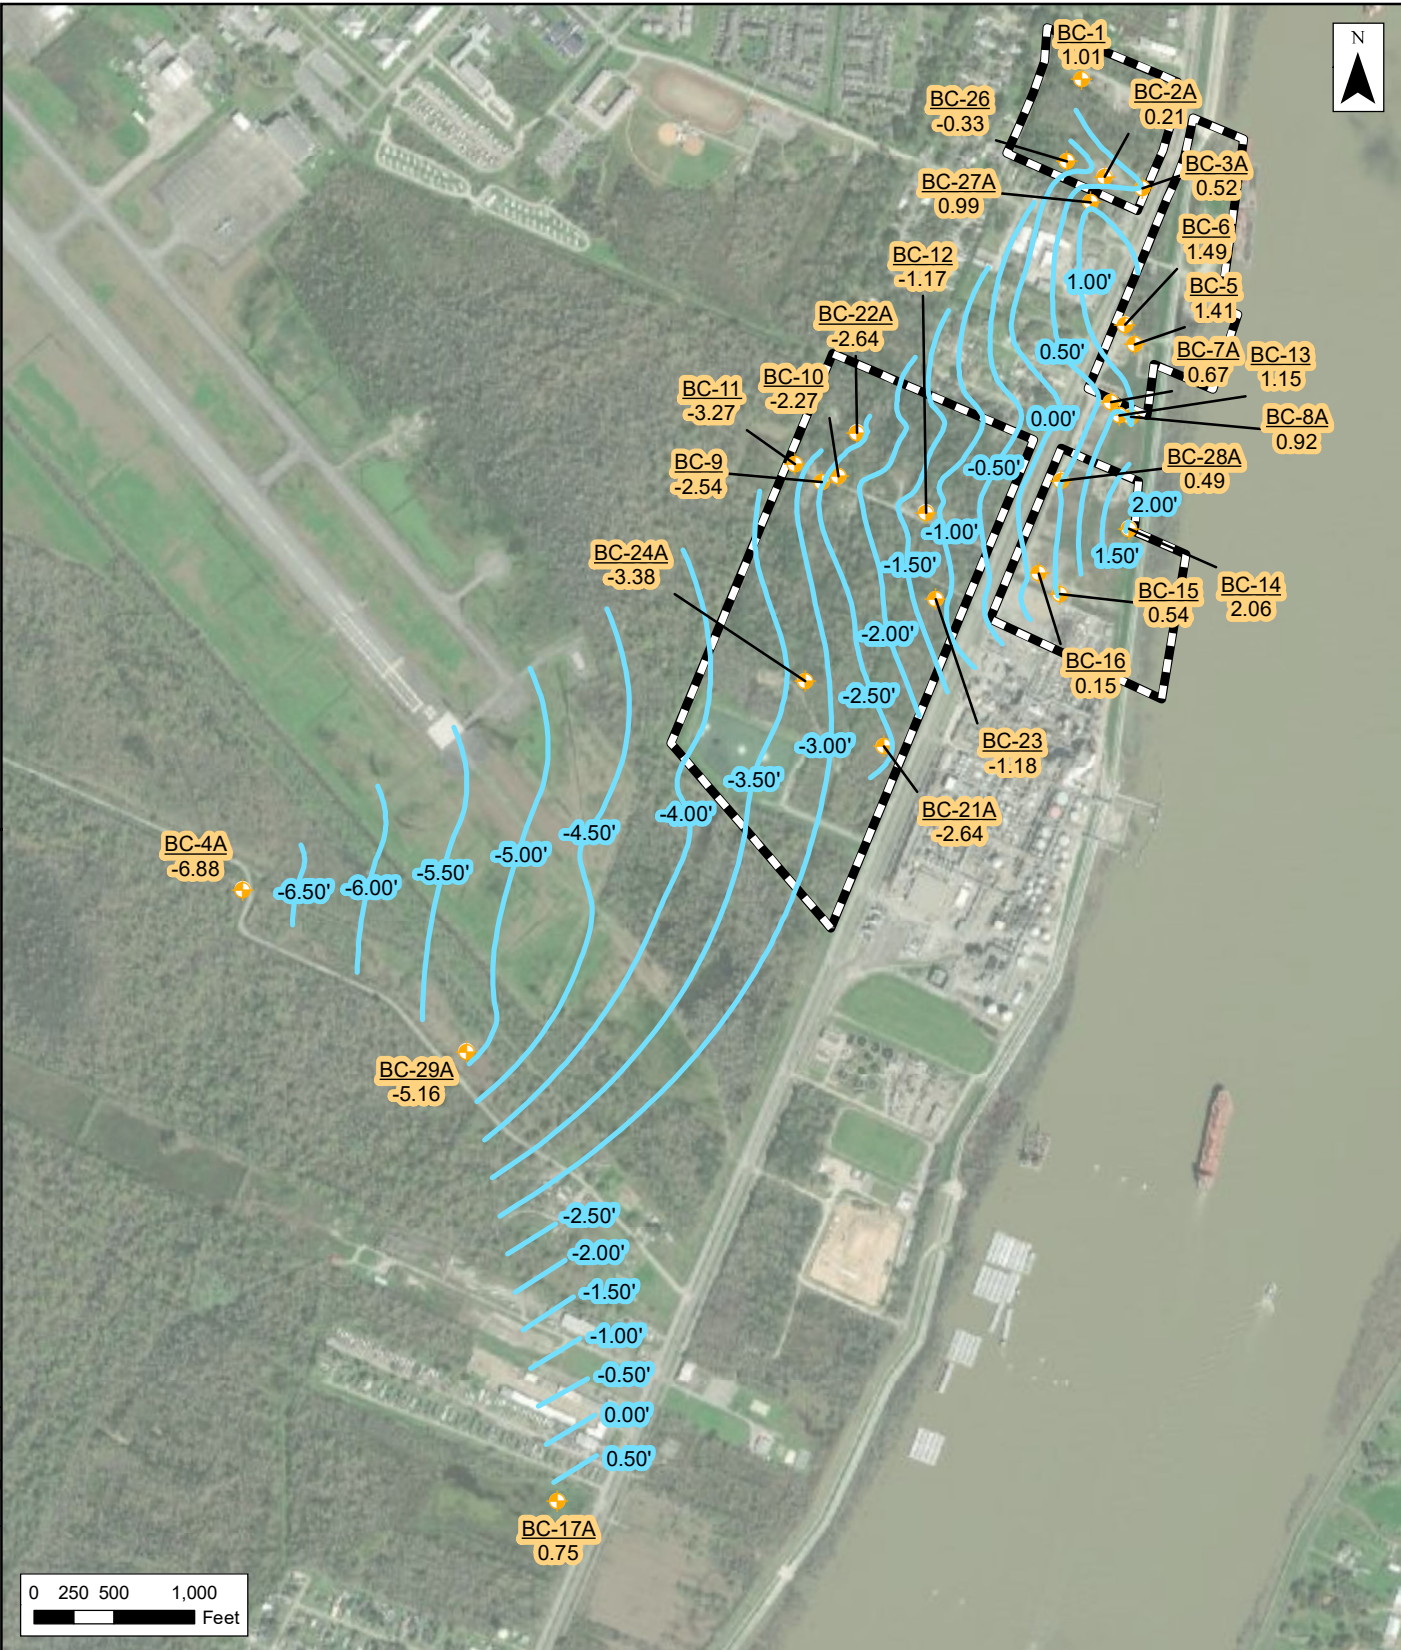 N
BC-1
1.01
BC-2A
0.21
BC-26
-0.33
BC-3A
0.52
BC-27A
0.99
BC-6
1.49
BC-12
-1.17
1.00'
BC-5
1.41
BC-22A
-2.64
0.50'
BC-7A
0.67
BC-13
1.15
BC-10
-2.27
BC-11
-3.27
0.00'
BC-8A
0.92
BC-9
-2.54
-0.50'
BC-28A
0.49
2.00'
-1.00'
BC-24A
-3.38
-1.50'
1.50'
BC-14
2.06
BC-15
0.54
-2.00'
BC-16
0.15
-2.50'
BC-23
-1.18
-3.00'
-3.50'
-4.00'
BC-21A
-2.64
-4.50'
BC-4A
-6.88
-5.00'
-5.50'
-6.00'
-6.50'
BC-29A
-5.16
-2.50'
-2.00'
-1.50'
-1.00'
-0.50'
0.00'
0.50'
BC-17A
0.75
0 250 500 1,000
Feet